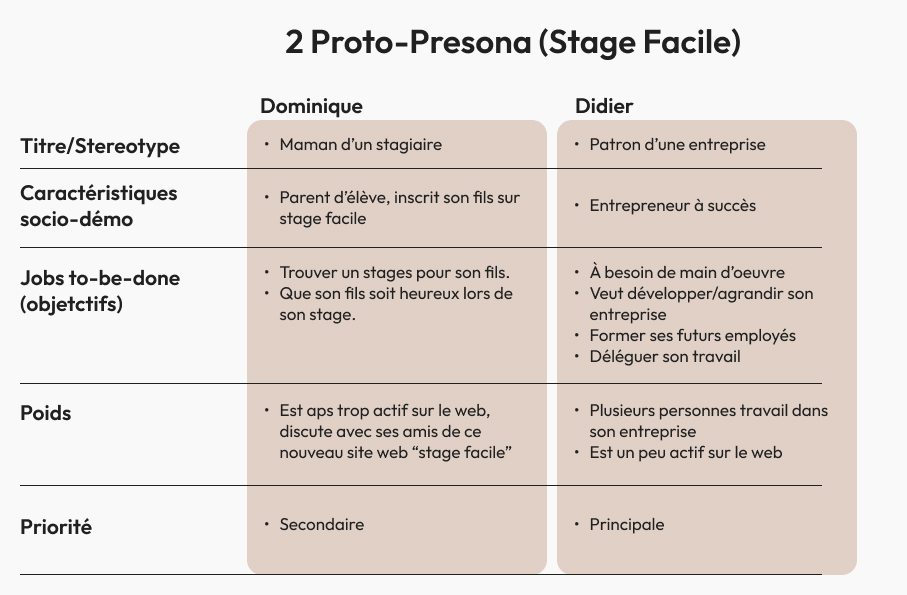 2 Proto-Presona (Stage Facile)
Dominique
Didier
Titre/Stereotype
• Maman d’un stagiaire
• Patron d’une entreprise
Caractéristiques
socio-démo
• Parent d’élève, inscrit son fils sur
stage facile
• Entrepreneur à succès
Jobs to-be-done
(objetctifs)
• Trouver un stages pour son fils.
• Que son fils soit heureux lors de
son stage.
• À besoin de main d’oeuvre
• Veut développer/agrandir son
entreprise
• Former ses futurs employés
• Déléguer son travail
Poids
• Est aps trop actif sur le web,
discute avec ses amis de ce
nouveau site web “stage facile”
• Plusieurs personnes travail dans
son entreprise
• Est un peu actif sur le web
Priorité
• Secondaire
• Principale